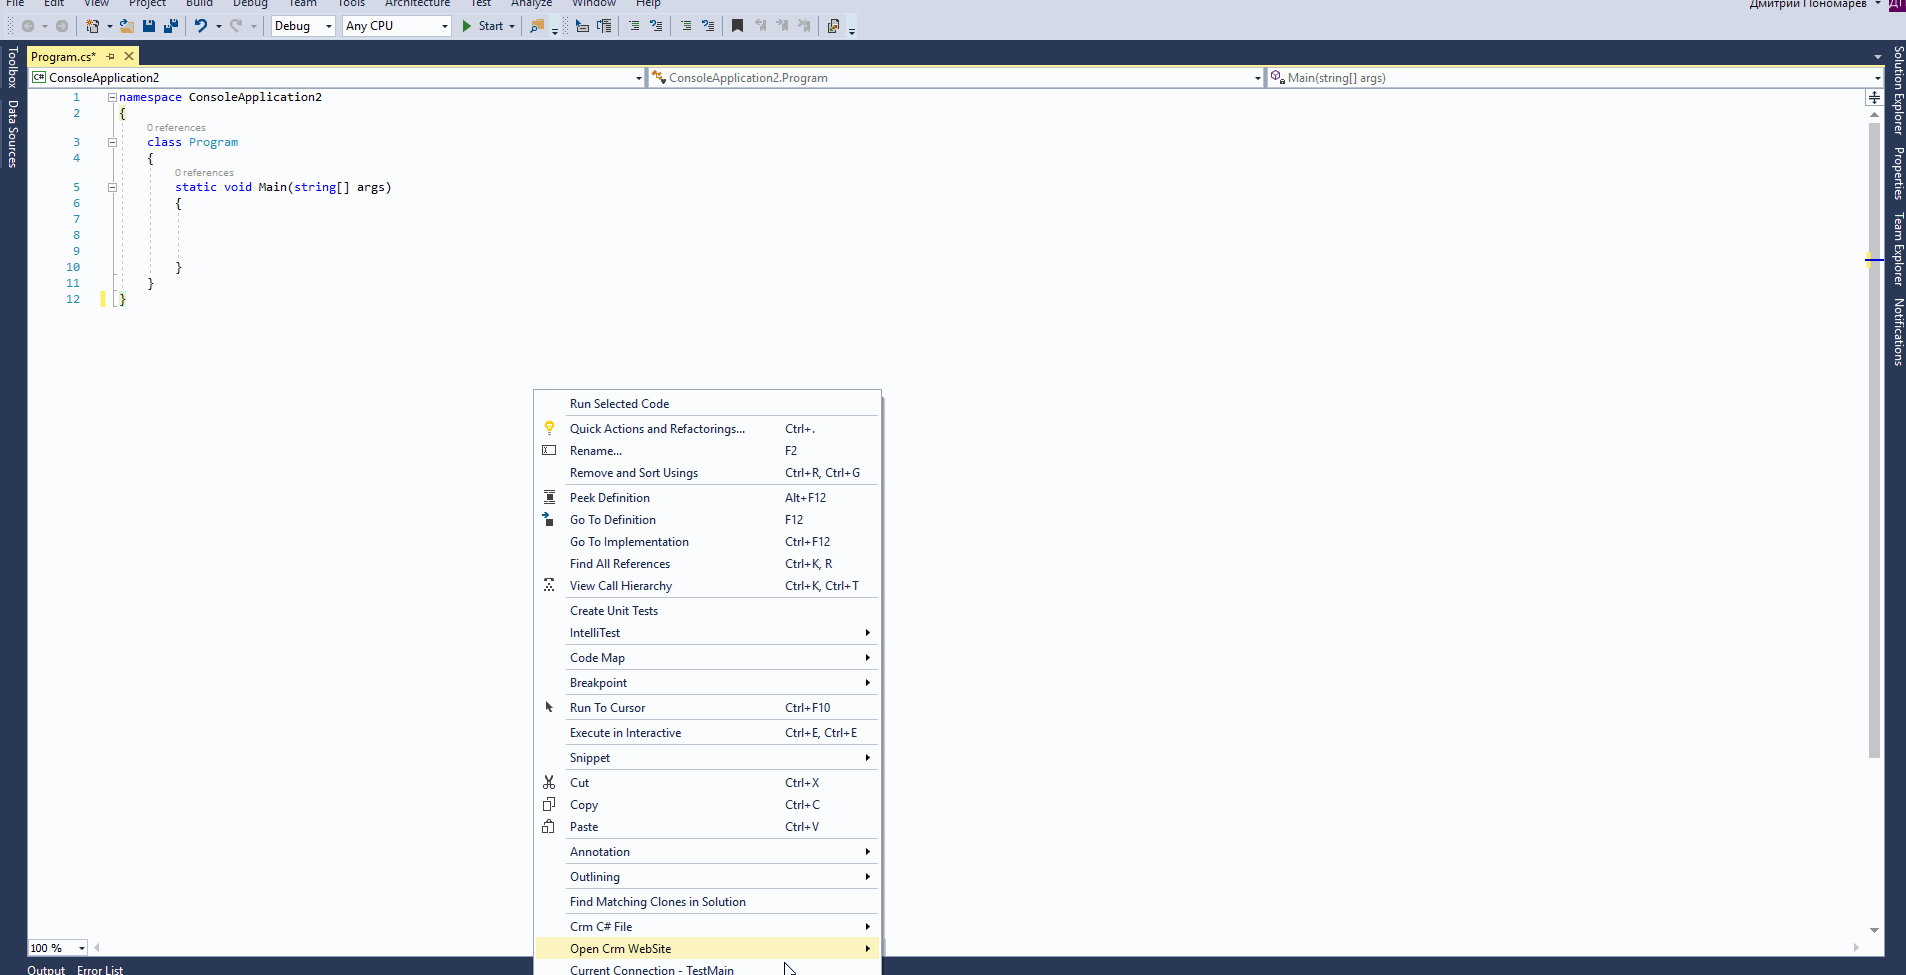 File Edit View Project Build Debug Team Tools Architecture Test Analyze Window Help Дмитрий Пономарев ДП
Debug Any CPU Start
Toolbox
Data Sources
Program.cs*
C# ConsoleApplication2 ConsoleApplication2.Program Main(string[] args)
1 namespace ConsoleApplication2
2 {
0 references
3 class Program
4 {
0 references
5 static void Main(string[] args)
6 {
7
8
9
10 }
11 }
12 }
Run Selected Code
Quick Actions and Refactorings... Ctrl+.
Rename... F2
Remove and Sort Usings Ctrl+R, Ctrl+G
Peek Definition Alt+F12
Go To Definition F12
Go To Implementation Ctrl+F12
Find All References Ctrl+K, R
View Call Hierarchy Ctrl+K, Ctrl+T
Create Unit Tests
IntelliTest
Code Map
Breakpoint
Run To Cursor Ctrl+F10
Execute in Interactive Ctrl+E, Ctrl+E
Snippet
Cut Ctrl+X
Copy Ctrl+C
Paste Ctrl+V
Annotation
Outlining
Find Matching Clones in Solution
Crm C# File
Open Crm WebSite
Current Connection - TestMain
100 %
Output Error List
Solution Explorer
Properties
Team Explorer
Notifications